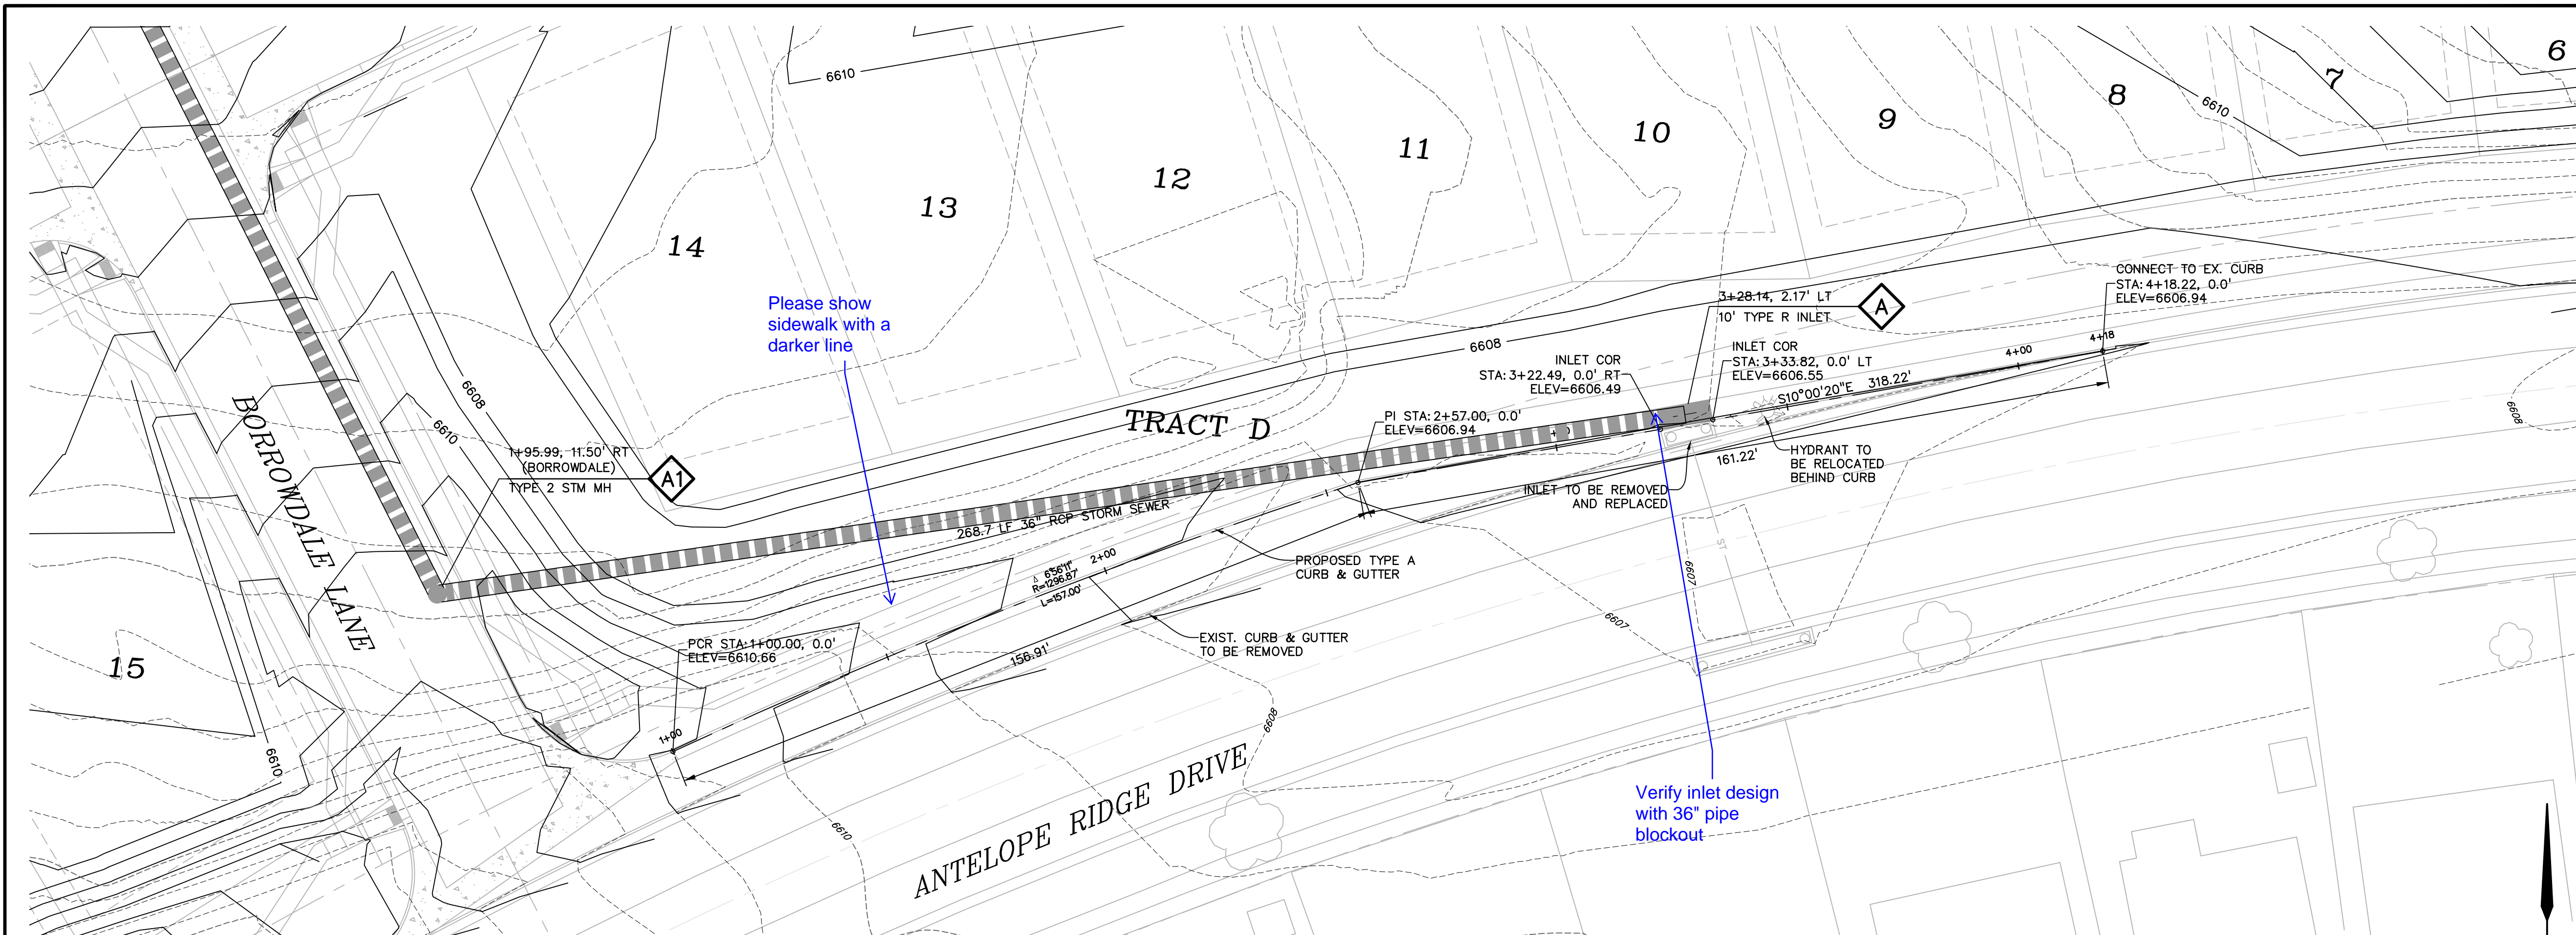 6
7
8
9
10
11
12
13
14
15
6610
6610
6608
6610
6610
6608
6610
6608
6607
6607
6608
Please show
sidewalk with a
darker line
CONNECT TO EX. CURB
STA: 4+18.22, 0.0'
ELEV=6606.94
3+28.14, 2.17' LT
10' TYPE R INLET
A
INLET COR
STA: 3+22.49, 0.0' RT
ELEV=6606.49
INLET COR
STA: 3+33.82, 0.0' LT
ELEV=6606.55
4+00
4+18
S10°00'20"E 318.22'
TRACT D
PI STA: 2+57.00, 0.0'
ELEV=6606.94
161.22'
HYDRANT TO
BE RELOCATED
BEHIND CURB
INLET TO BE REMOVED
AND REPLACED
ST
BORROWDALE LANE
1+95.99, 11.50' RT
(BORROWDALE)
TYPE 2 STM MH
A1
268.7 LF 36" RCP STORM SEWER
Δ 6°56'11"
R=1296.87'
L=157.00'
2+00
PROPOSED TYPE A
CURB & GUTTER
EXIST. CURB & GUTTER
TO BE REMOVED
PCR STA: 1+00.00, 0.0'
ELEV=6610.66
156.91'
1+00
ANTELOPE RIDGE DRIVE
Verify inlet design
with 36" pipe
blockout